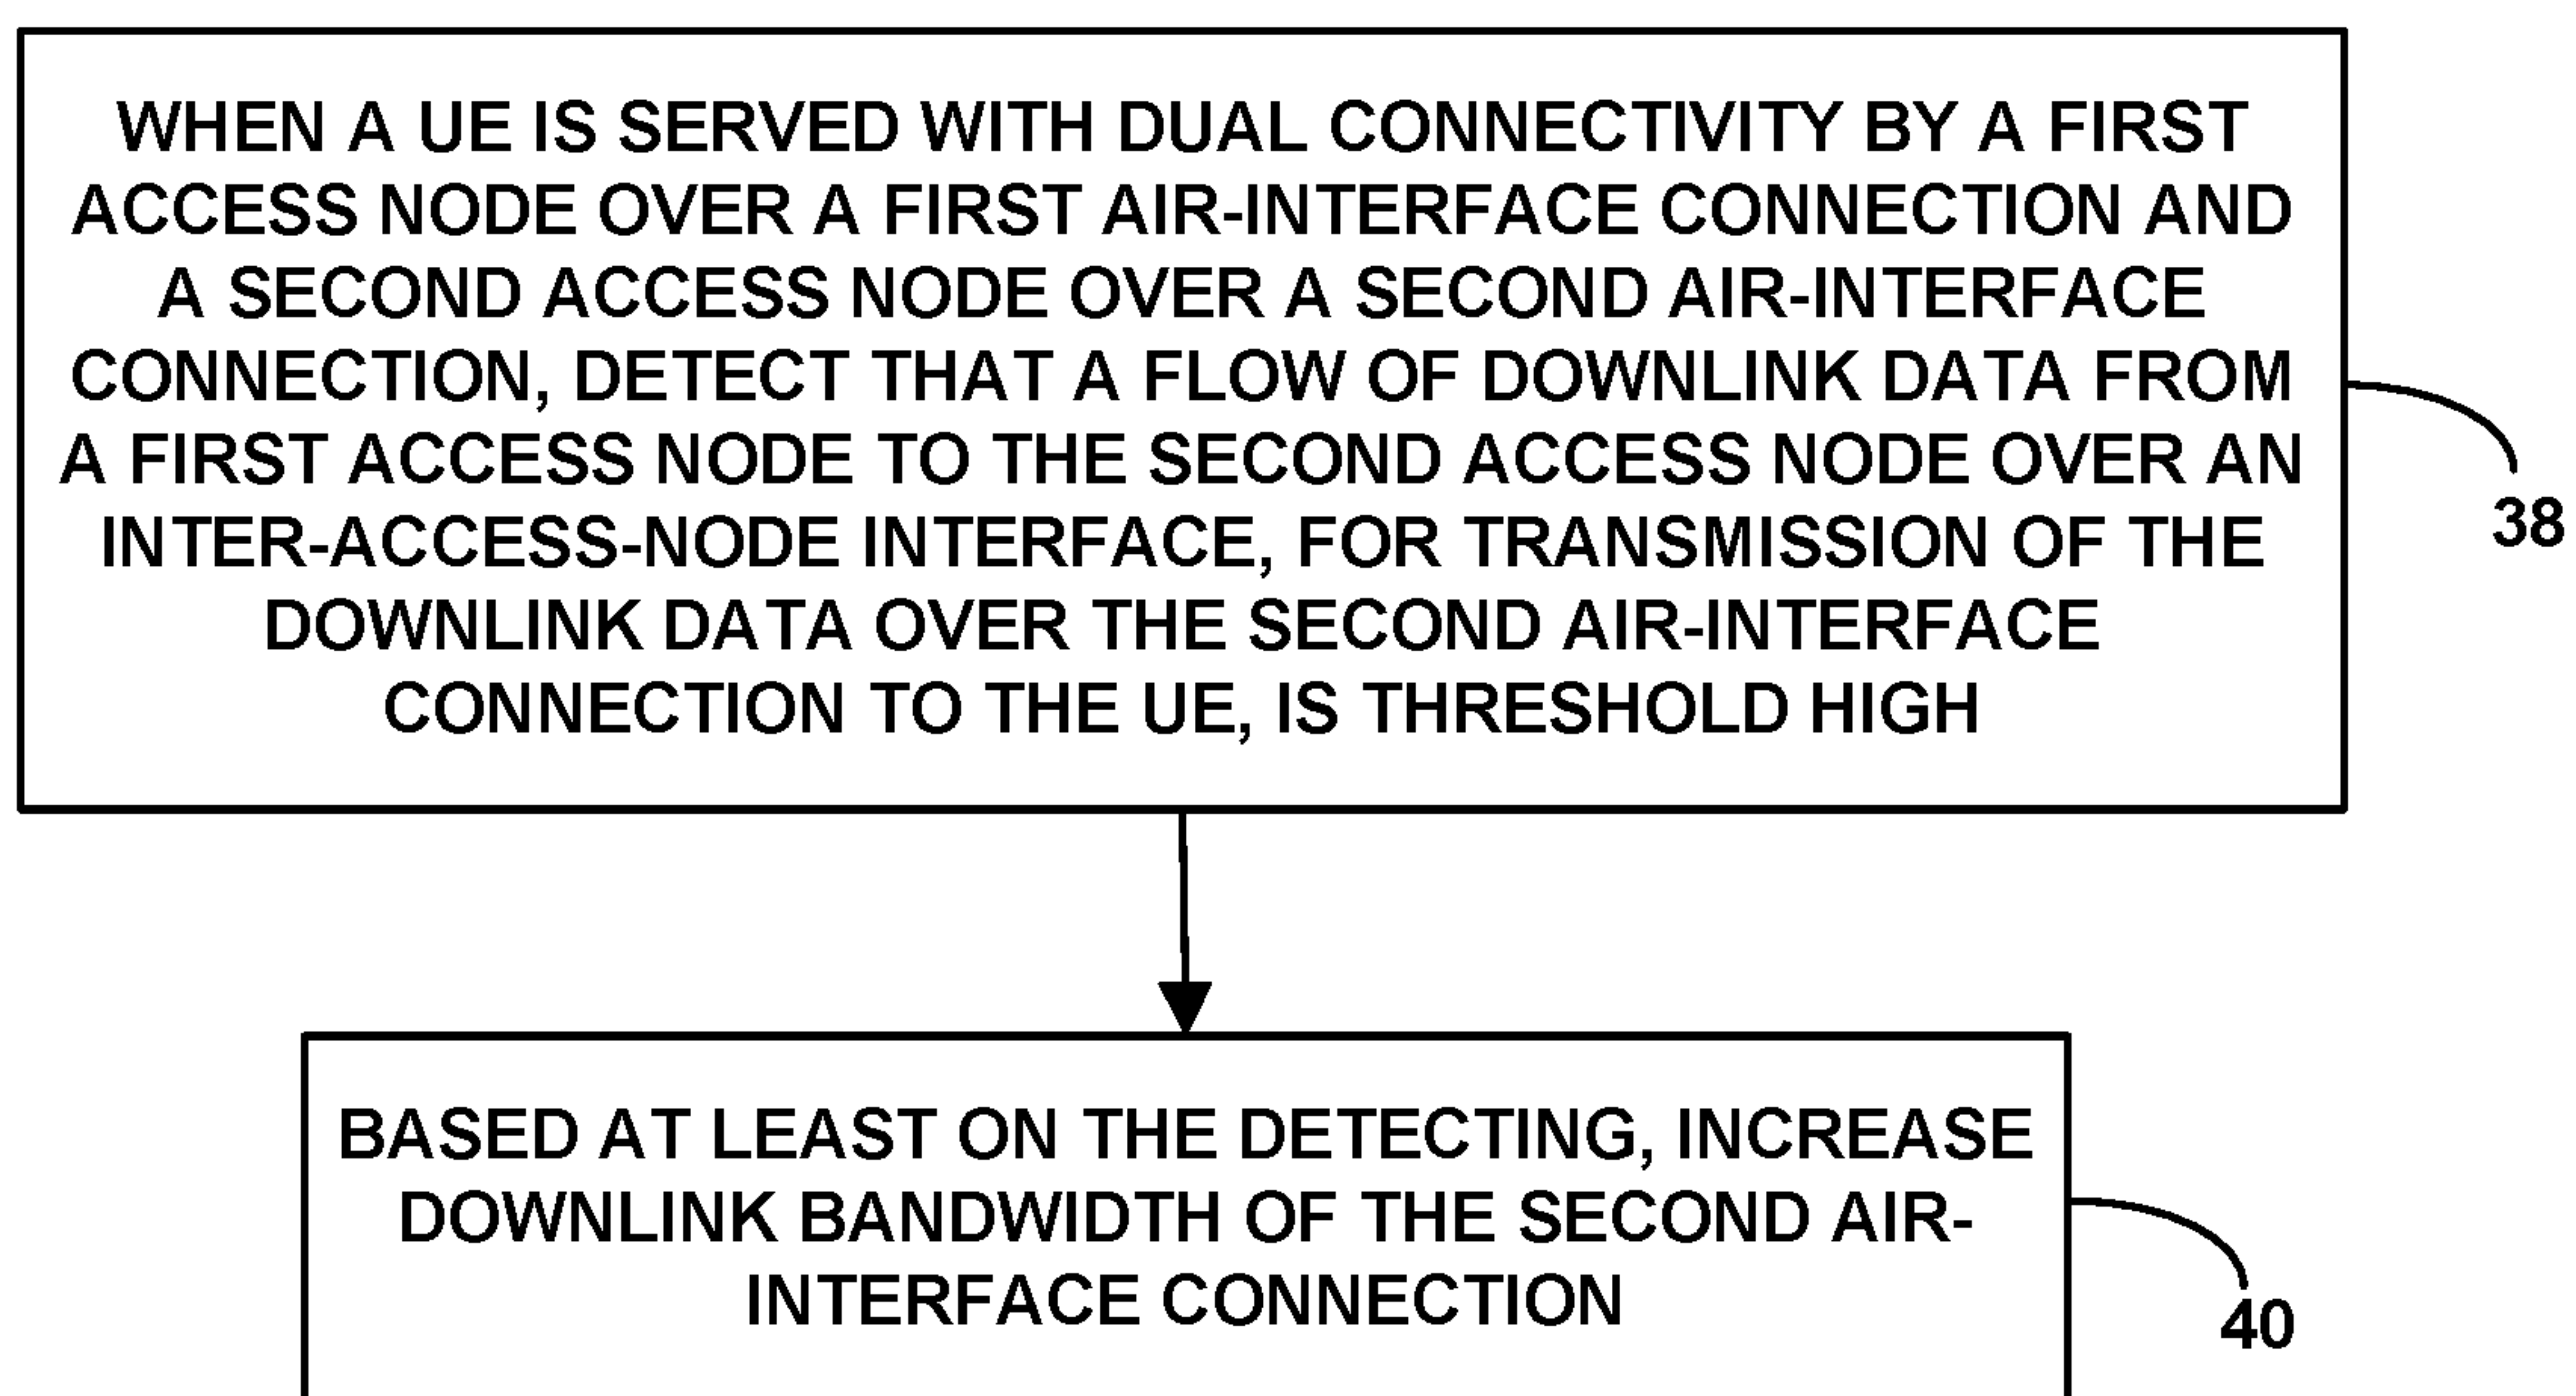 WHEN A UE IS SERVED WITH DUAL CONNECTIVITY BY A FIRST
ACCESS NODE OVER A FIRST AIR-INTERFACE CONNECTION AND
A SECOND ACCESS NODE OVER A SECOND AIR-INTERFACE
CONNECTION, DETECT THAT A FLOW OF DOWNLINK DATA FROM
A FIRST ACCESS NODE TO THE SECOND ACCESS NODE OVER AN
INTER-ACCESS-NODE INTERFACE, FOR TRANSMISSION OF THE
DOWNLINK DATA OVER THE SECOND AIR-INTERFACE
CONNECTION TO THE UE, IS THRESHOLD HIGH
38
BASED AT LEAST ON THE DETECTING, INCREASE
DOWNLINK BANDWIDTH OF THE SECOND AIR-
INTERFACE CONNECTION
40